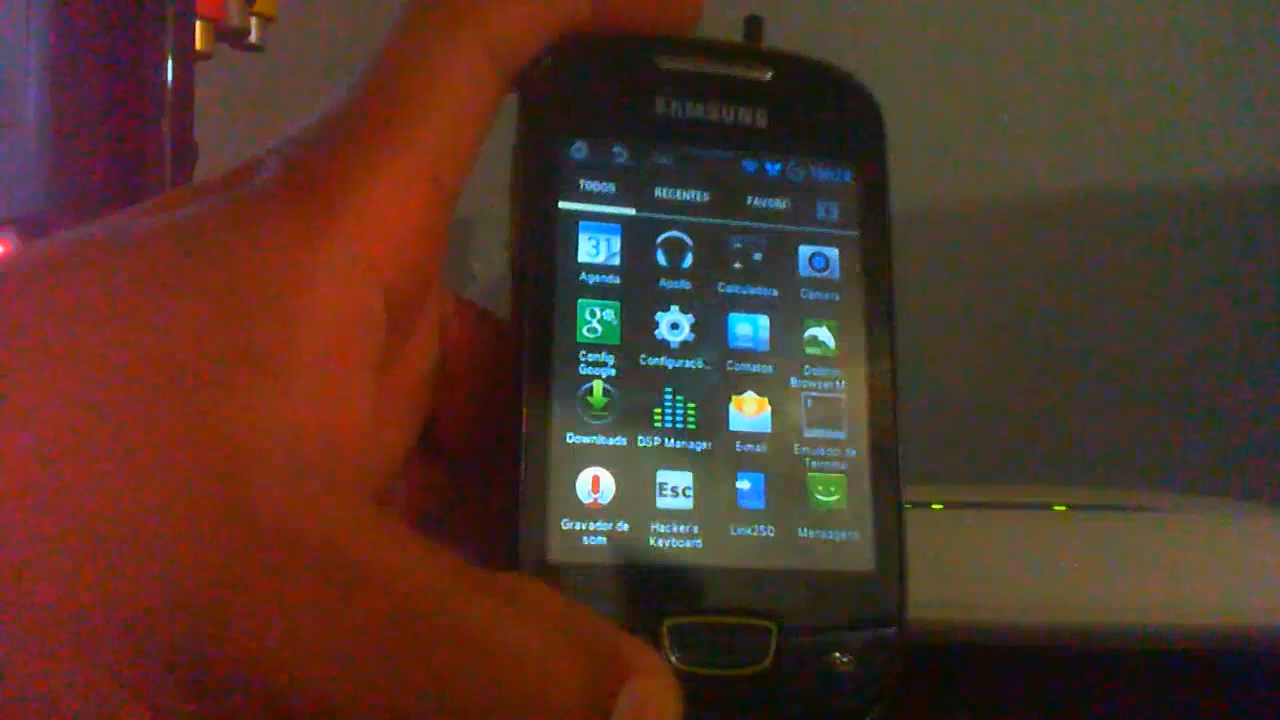 SAMSUNG
TODOS RECENTES FAVORI
31
Agenda Apollo Calculadora Câmera
g
Config. Google Configuraçõ... Contatos Dolphin Browser M
Downloads DSP Manager Email Emulador de Terminal
Esc
Gravador de som Hacker's Keyboard Link2SD Mensagem